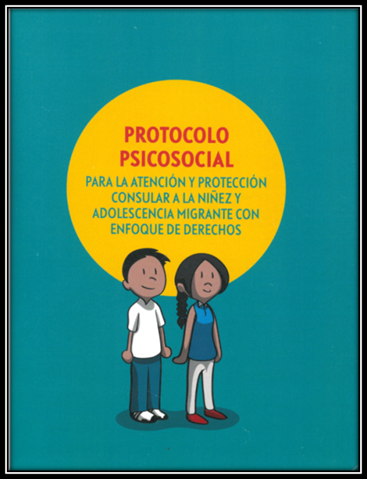 PROTOCOLO
PSICOSOCIAL
PARA LA ATENCIÓN Y PROTECCIÓN
CONSULAR A LA NIÑEZ Y
ADOLESCENCIA MIGRANTE CON
ENFOQUE DE DERECHOS